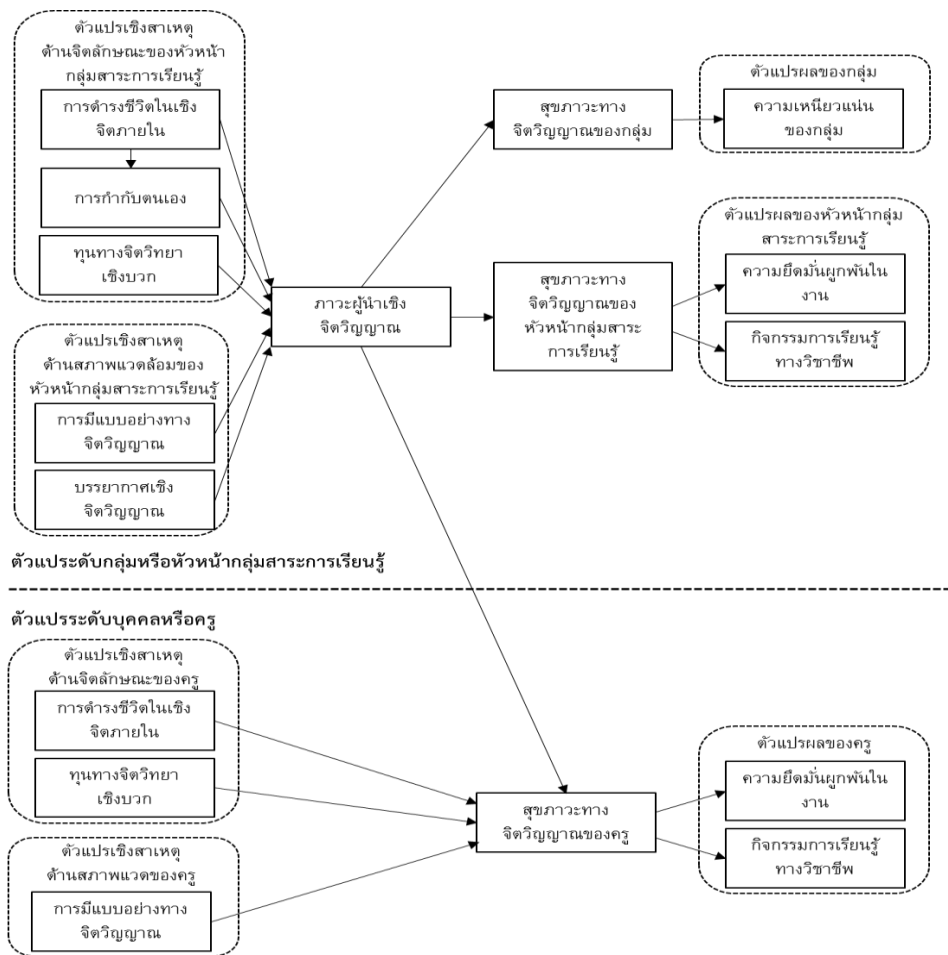 ตัวแปรเชิงสาเหตุ
ด้านจิตลักษณะของหัวหน้า
กลุ่มสาระการเรียนรู้
การดำรงชีวิตในเชิง
จิตภายใน
การกำกับตนเอง
ทุนทางจิตวิทยา
เชิงบวก
ตัวแปรเชิงสาเหตุ
ด้านสภาพแวดล้อมของ
หัวหน้ากลุ่มสาระการเรียนรู้
การมีแบบอย่างทาง
จิตวิญญาณ
บรรยากาศเชิง
จิตวิญญาณ
ภาวะผู้นำเชิง
จิตวิญญาณ
สุขภาวะทาง
จิตวิญญาณของกลุ่ม
ตัวแปรผลของกลุ่ม
ความเหนียวแน่น
ของกลุ่ม
สุขภาวะทาง
จิตวิญญาณของ
หัวหน้ากลุ่มสาระ
การเรียนรู้
ตัวแปรผลของหัวหน้ากลุ่ม
สาระการเรียนรู้
ความยึดมั่นผูกพันใน
งาน
กิจกรรมการเรียนรู้
ทางวิชาชีพ
ตัวแประดับกลุ่มหรือหัวหน้ากลุ่มสาระการเรียนรู้
ตัวแปรระดับบุคคลหรือครู
ตัวแปรเชิงสาเหตุ
ด้านจิตลักษณะของครู
การดำรงชีวิตในเชิง
จิตภายใน
ทุนทางจิตวิทยา
เชิงบวก
ตัวแปรเชิงสาเหตุ
ด้านสภาพแวดของครู
การมีแบบอย่างทาง
จิตวิญญาณ
สุขภาวะทาง
จิตวิญญาณของครู
ตัวแปรผลของครู
ความยึดมั่นผูกพันใน
งาน
กิจกรรมการเรียนรู้
ทางวิชาชีพ